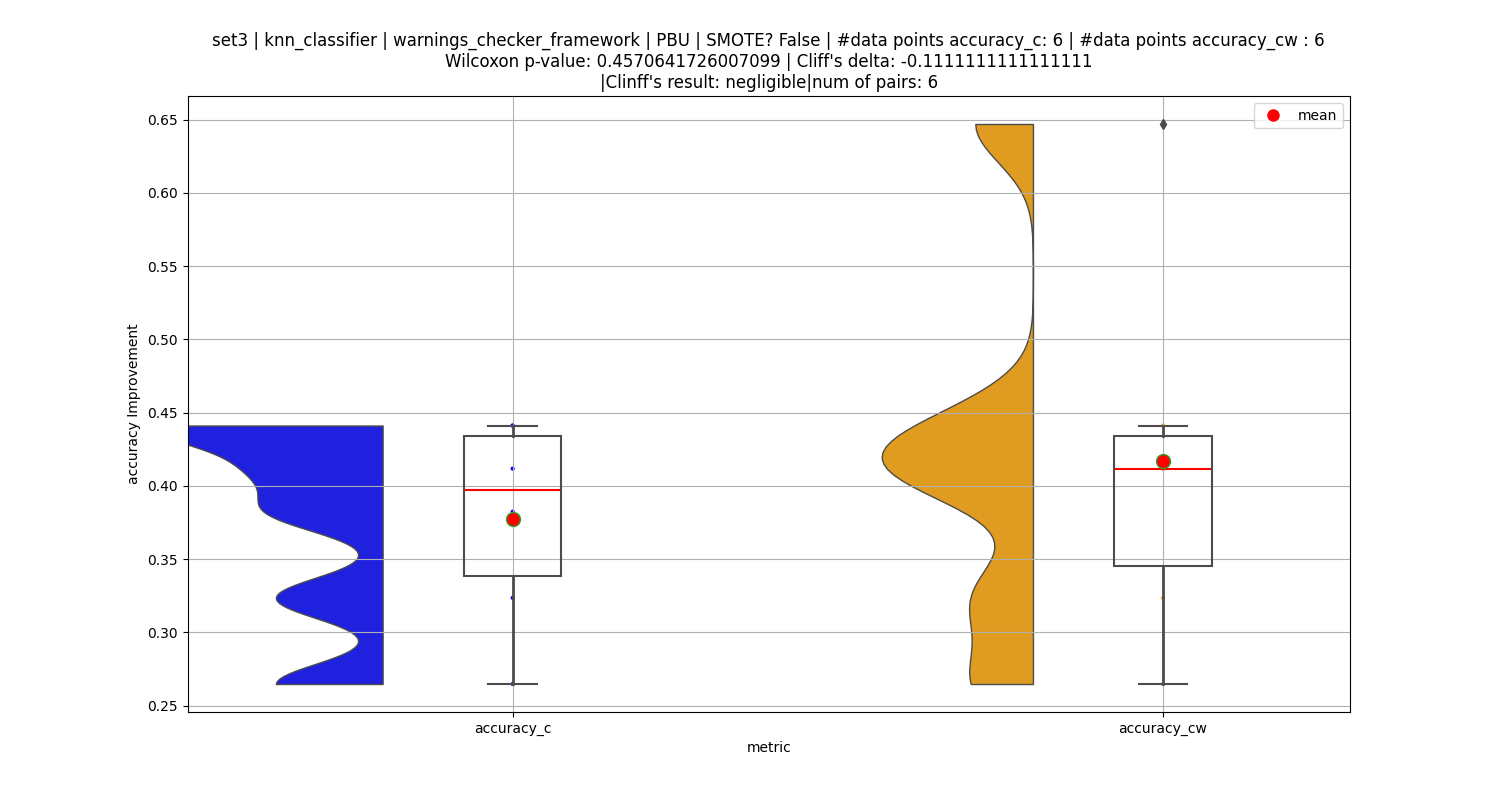 set3 | knn_classifier | warnings_checker_framework | PBU | SMOTE? False | #data points accuracy_c: 6 | #data points accuracy_cw : 6
Wilcoxon p-value: 0.4570641726007099 | Cliff's delta: -0.1111111111111111
|Clinff's result: negligible|num of pairs: 6
mean
0.65
0.60
0.55
0.50
0.45
0.40
0.35
0.30
0.25
accuracy Improvement
accuracy_c
accuracy_cw
metric